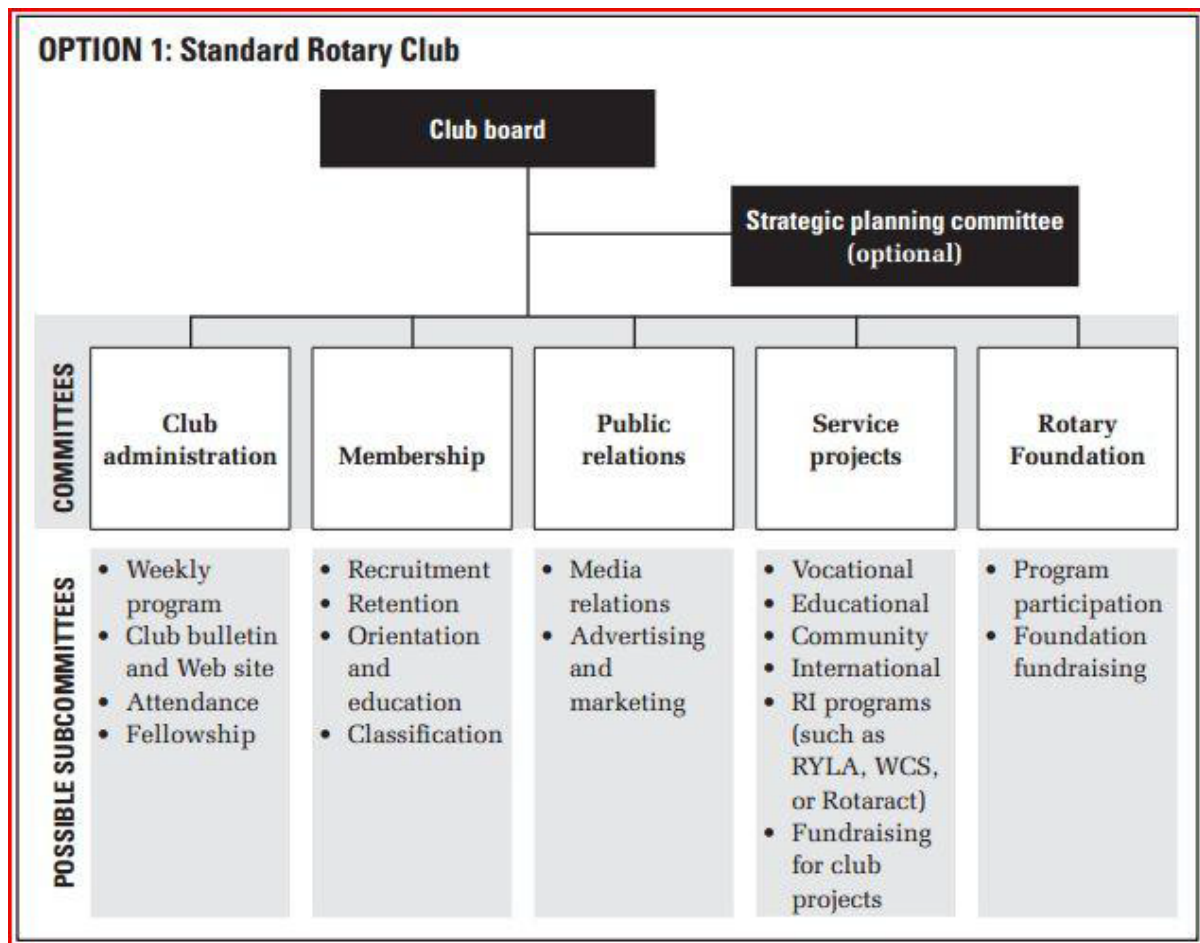 OPTION 1: Standard Rotary Club
Club board
Strategic planning committee
(optional)
COMMITTEES
Club
administration
Membership
Public
relations
Service
projects
Rotary
Foundation
POSSIBLE SUBCOMMITTEES
• Weekly
program
• Club bulletin
and Web site
• Attendance
• Fellowship
• Recruitment
• Retention
• Orientation
and
education
• Classification
• Media
relations
• Advertising
and
marketing
• Vocational
• Educational
• Community
• International
• RI programs
(such as
RYLA, WCS,
or Rotaract)
• Fundraising
for club
projects
• Program
participation
• Foundation
fundraising